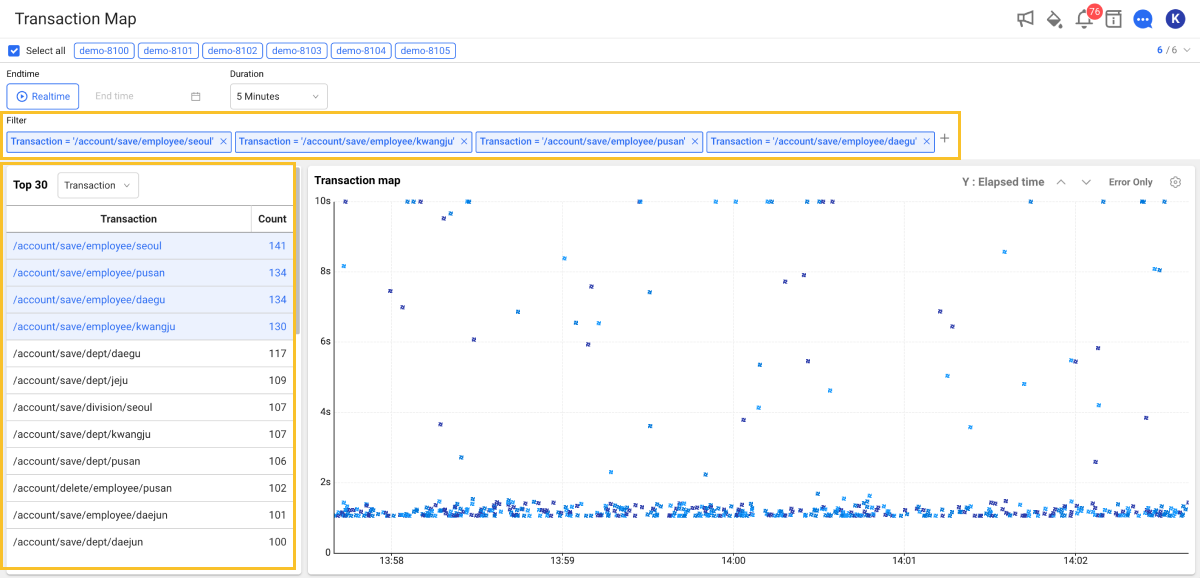 Transaction Map
76
K
Select all demo-8100 demo-8101 demo-8102 demo-8103 demo-8104 demo-8105 6 / 6
Endtime Duration
Realtime End time 5 Minutes
Filter
Transaction = '/account/save/employee/seoul' × Transaction = '/account/save/employee/kwangju' × Transaction = '/account/save/employee/pusan' × Transaction = '/account/save/employee/daegu' × +
Top 30 Transaction
Transaction Count
/account/save/employee/seoul 141
/account/save/employee/pusan 134
/account/save/employee/daegu 134
/account/save/employee/kwangju 130
/account/save/dept/daegu 117
/account/save/dept/jeju 109
/account/save/division/seoul 107
/account/save/dept/kwangju 107
/account/save/dept/pusan 106
/account/delete/employee/pusan 102
/account/save/employee/daejun 101
/account/save/dept/daejun 100
Transaction map Y : Elapsed time Error Only
10s
8s
6s
4s
2s
0
13:58 13:59 14:00 14:01 14:02